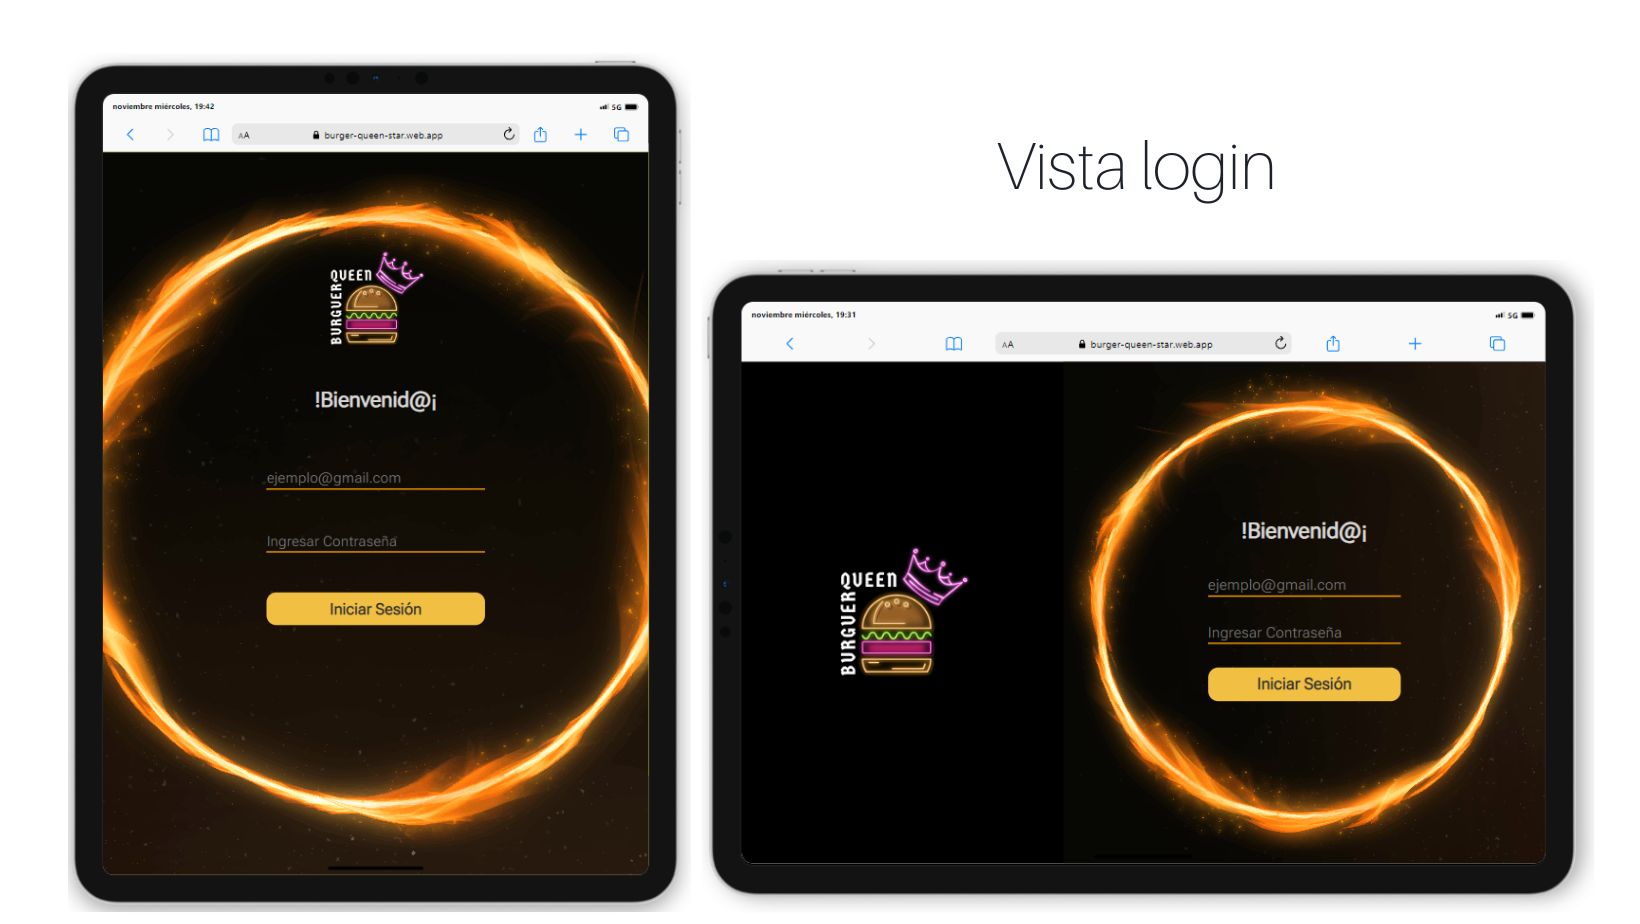 noviembre miércoles, 19:42
5G
AA
burger-queen-star.web.app
BURGUER
QUEEN
!Bienvenid@¡
ejemplo@gmail.com
Ingresar Contraseña
Iniciar Sesión
Vista login
noviembre miércoles, 19:31
5G
AA
burger-queen-star.web.app
BURGUER
QUEEN
!Bienvenid@¡
ejemplo@gmail.com
Ingresar Contraseña
Iniciar Sesión